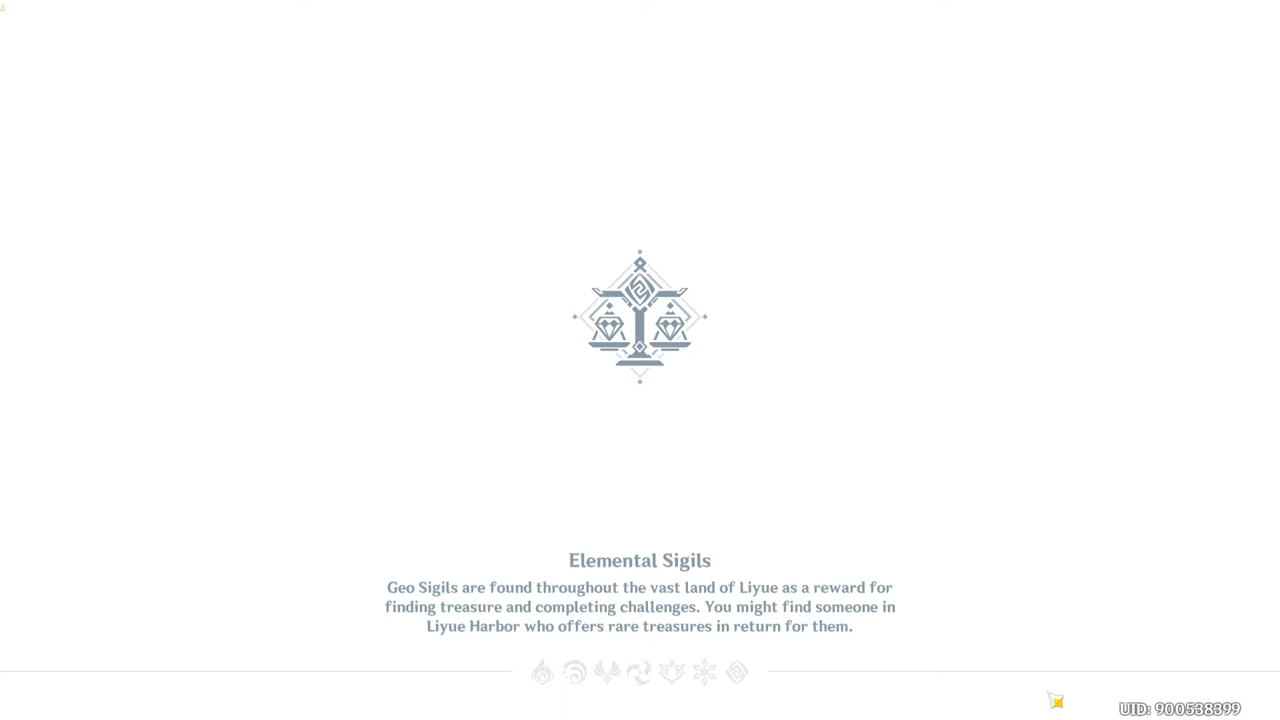 Elemental Sigils
Geo Sigils are found throughout the vast land of Liyue as a reward for
finding treasure and completing challenges. You might find someone in
Liyue Harbor who offers rare treasures in return for them.
UID: 900538399